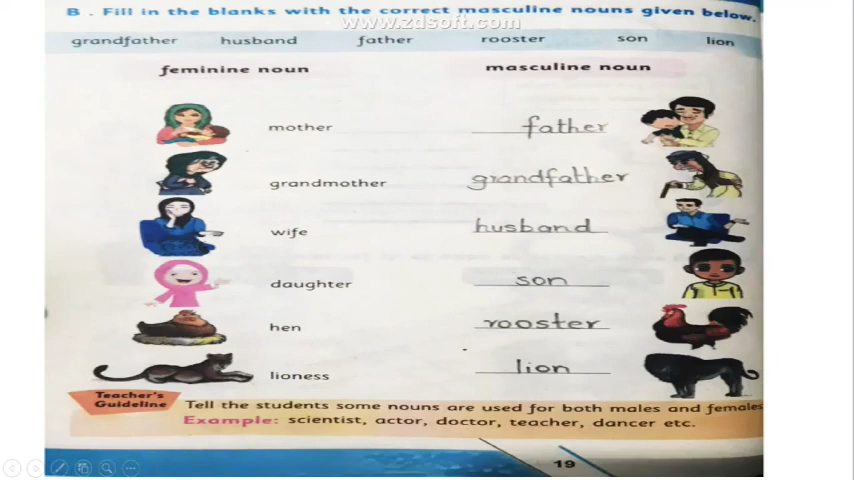 B . Fill in the blanks with the correct masculine nouns given below.
www.zdsoft.com
grandfather husband father rooster son lion
feminine noun masculine noun
mother father
grandmother grandfather
wife husband
daughter son
hen rooster
lioness lion
Teacher's
Guideline
Tell the students some nouns are used for both males and females
Example: scientist, actor, doctor, teacher, dancer etc.
19